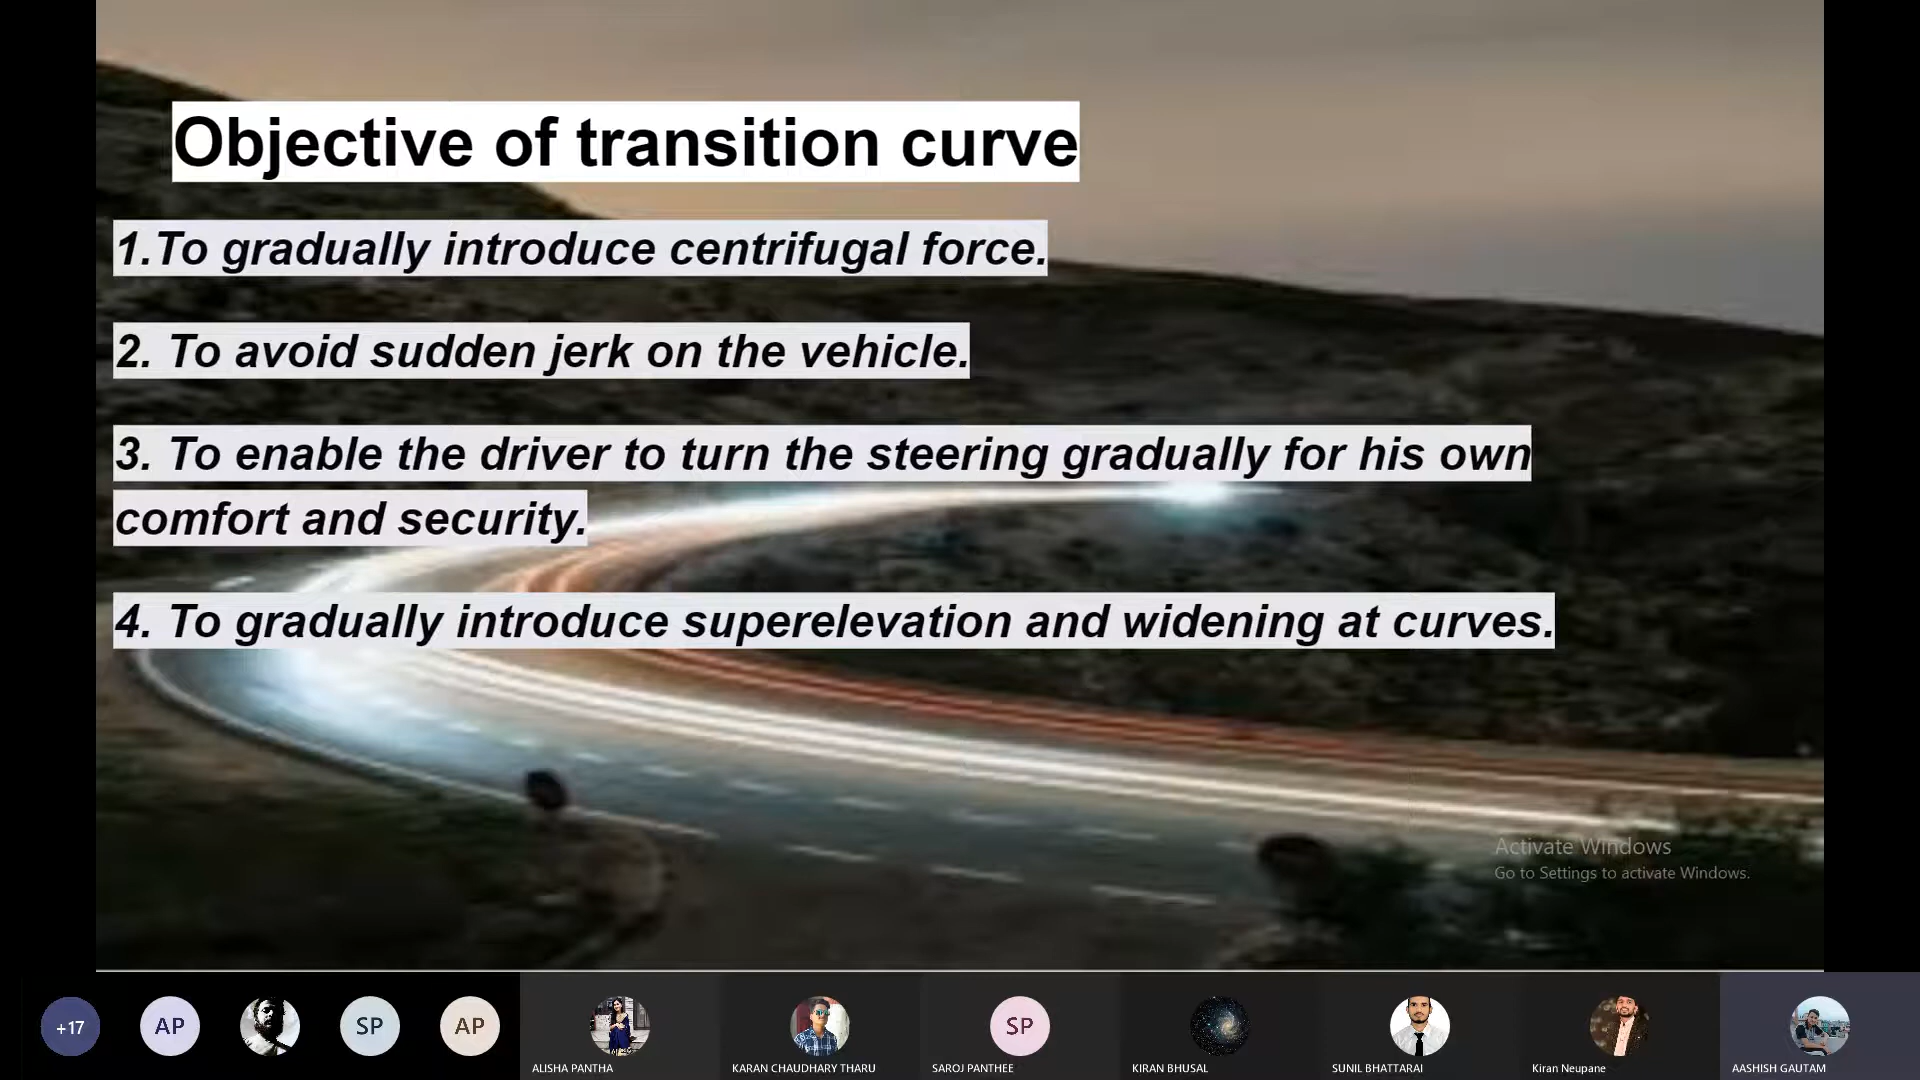 Objective of transition curve
1.To gradually introduce centrifugal force.
2. To avoid sudden jerk on the vehicle.
3. To enable the driver to turn the steering gradually for his own
comfort and security.
4. To gradually introduce superelevation and widening at curves.
Activate Windows
Go to Settings to activate Windows.
+17
AP
SP
AP
SP
ALISHA PANTHA
KARAN CHAUDHARY THARU
SAROJ PANTHEE
KIRAN BHUSAL
SUNIL BHATTARAI
Kiran Neupane
AASHISH GAUTAM